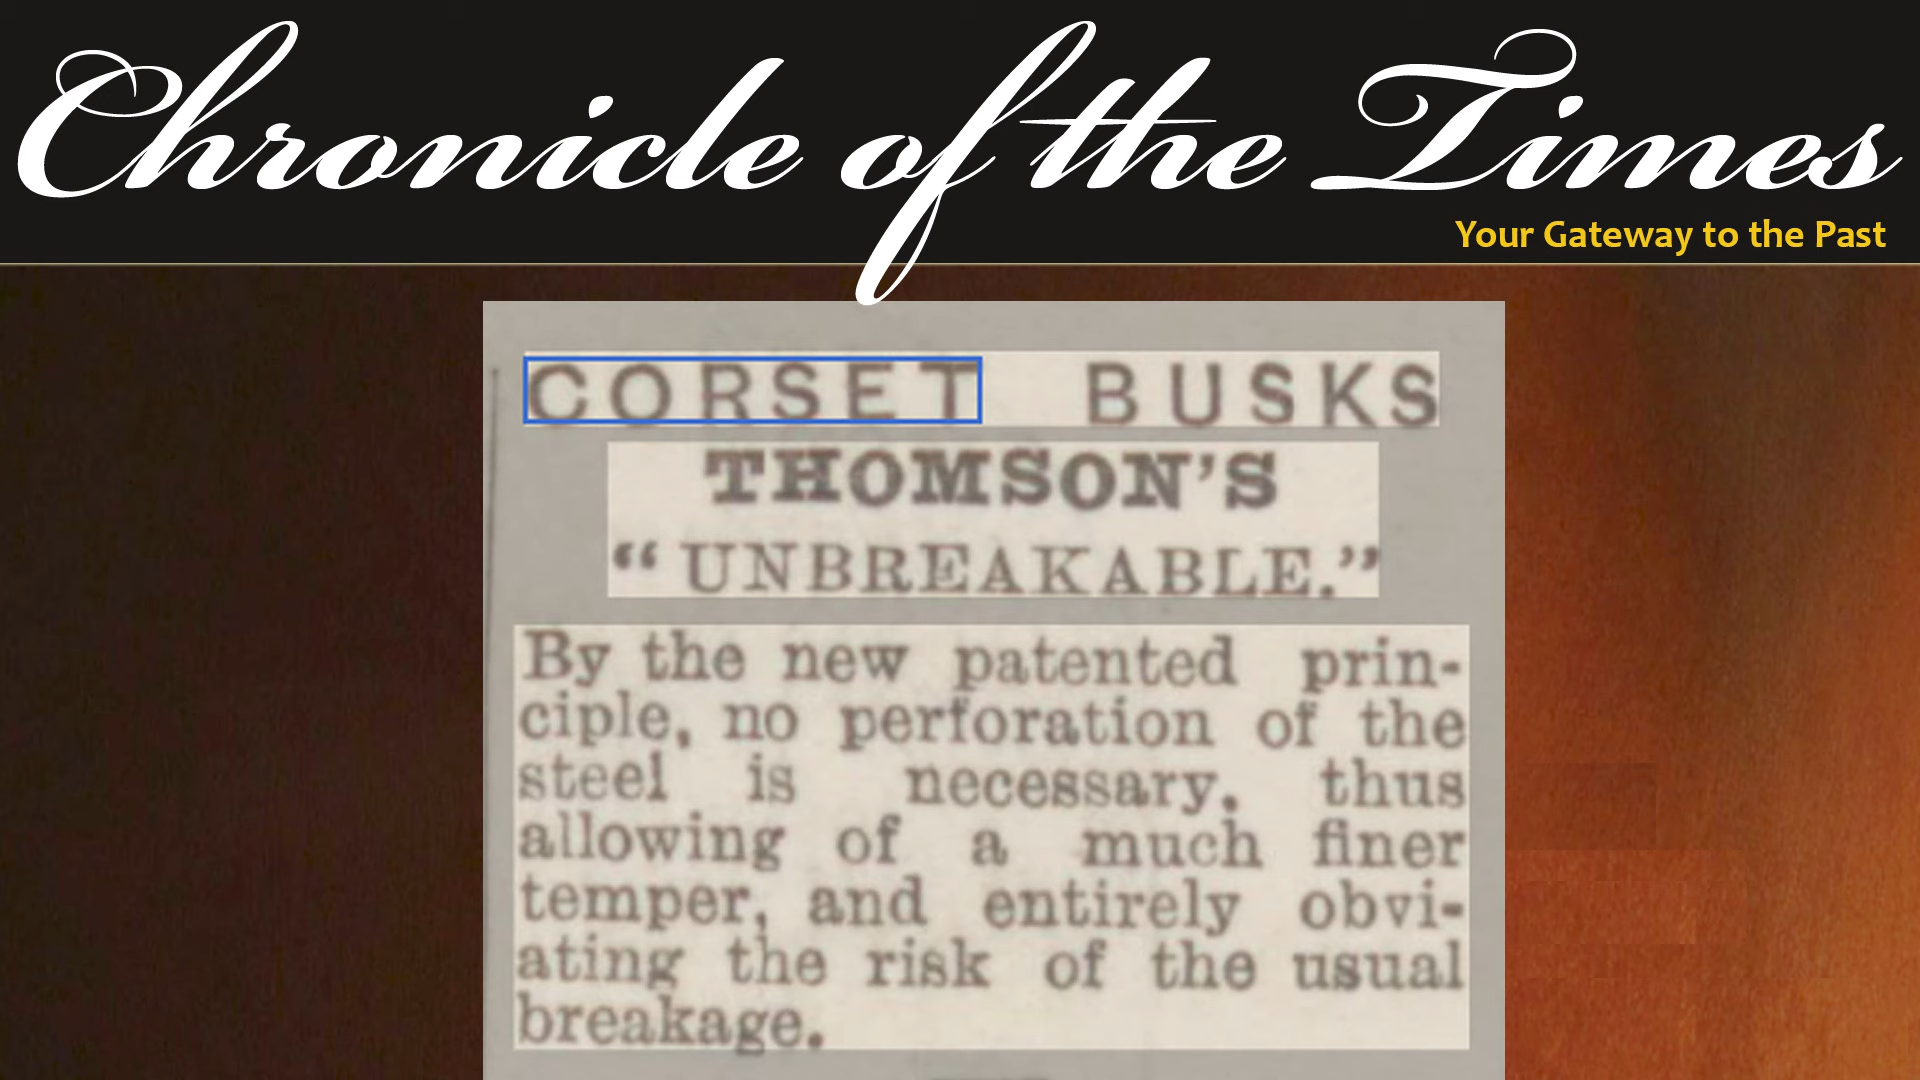 Chronicle of the Times
Your Gateway to the Past
CORSET BUSKS
THOMSON'S
“UNBREAKABLE.”
By the new patented prin-
ciple, no perforation of the
steel is necessary, thus
allowing of a much finer
temper, and entirely obvi-
ating the risk of the usual
breakage.